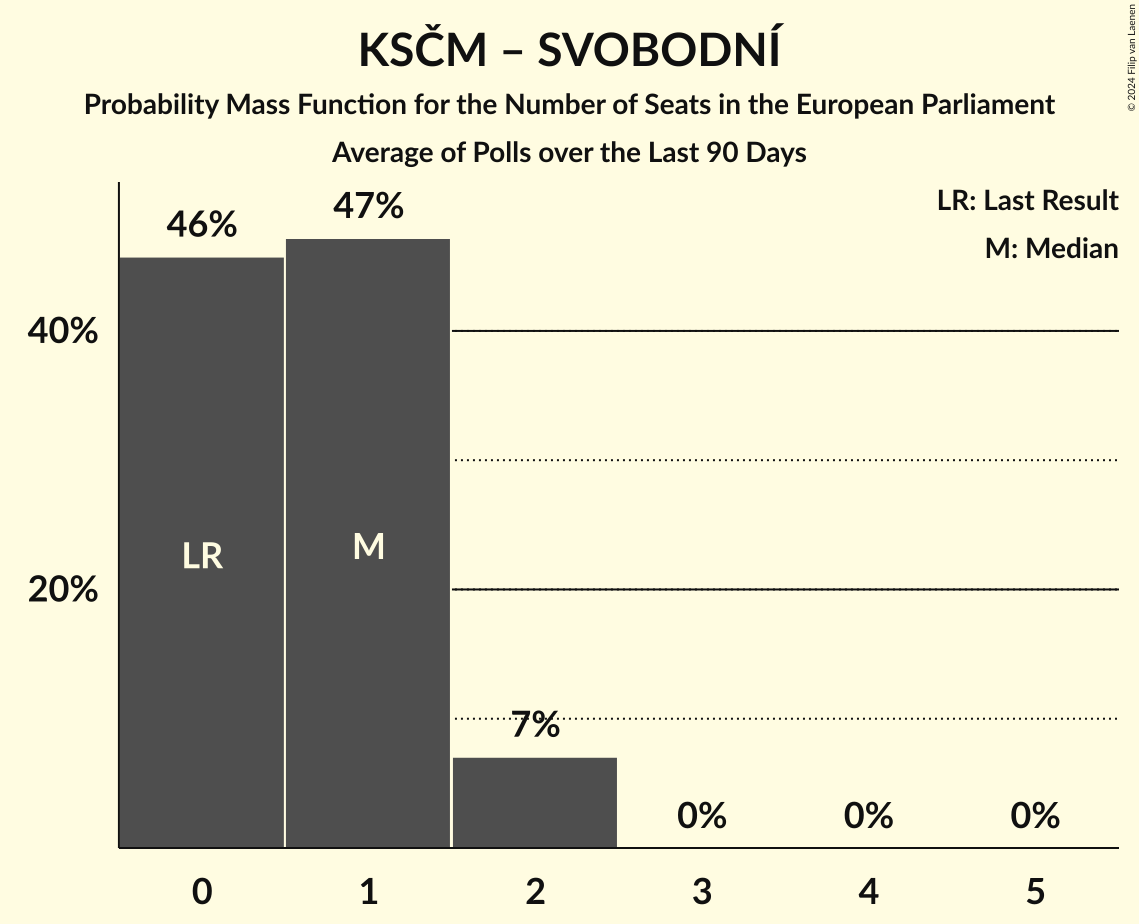 KSČM – SVOBODNÍ
Probability Mass Function for the Number of Seats in the European Parliament
Average of Polls over the Last 90 Days
© 2024 Filip van Laenen
LR: Last Result
M: Median
46%
47%
40%
LR
M
20%
7%
0%
0%
0%
0
1
2
3
4
5